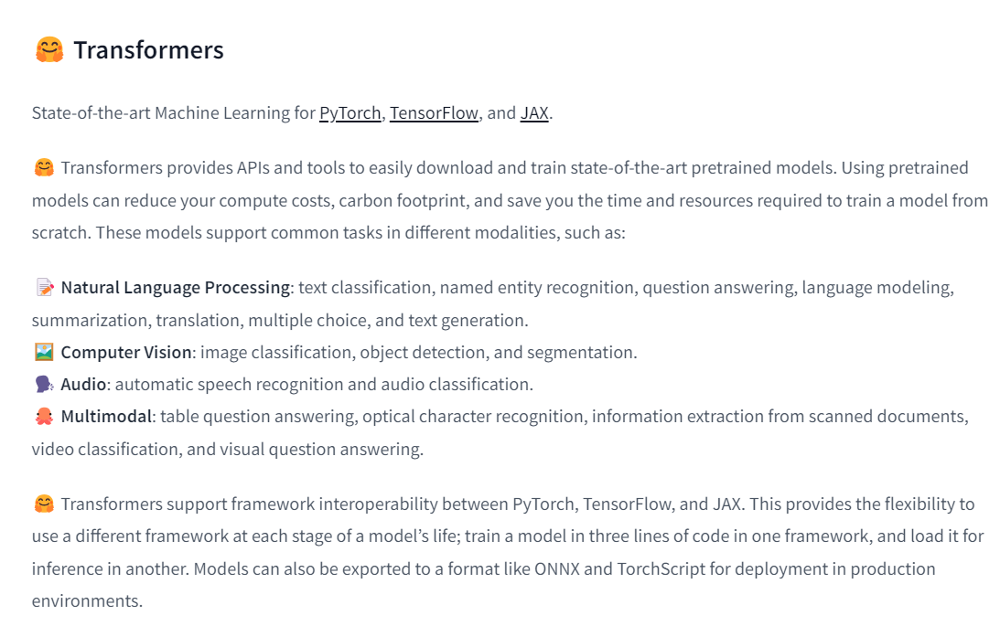 🤗 Transformers
State-of-the-art Machine Learning for PyTorch, TensorFlow, and JAX.
🤗 Transformers provides APIs and tools to easily download and train state-of-the-art pretrained models. Using pretrained
models can reduce your compute costs, carbon footprint, and save you the time and resources required to train a model from
scratch. These models support common tasks in different modalities, such as:
📝 Natural Language Processing: text classification, named entity recognition, question answering, language modeling,
summarization, translation, multiple choice, and text generation.
🖼️ Computer Vision: image classification, object detection, and segmentation.
🗣️ Audio: automatic speech recognition and audio classification.
🐙 Multimodal: table question answering, optical character recognition, information extraction from scanned documents,
video classification, and visual question answering.
🤗 Transformers support framework interoperability between PyTorch, TensorFlow, and JAX. This provides the flexibility to
use a different framework at each stage of a model’s life; train a model in three lines of code in one framework, and load it for
inference in another. Models can also be exported to a format like ONNX and TorchScript for deployment in production
environments.